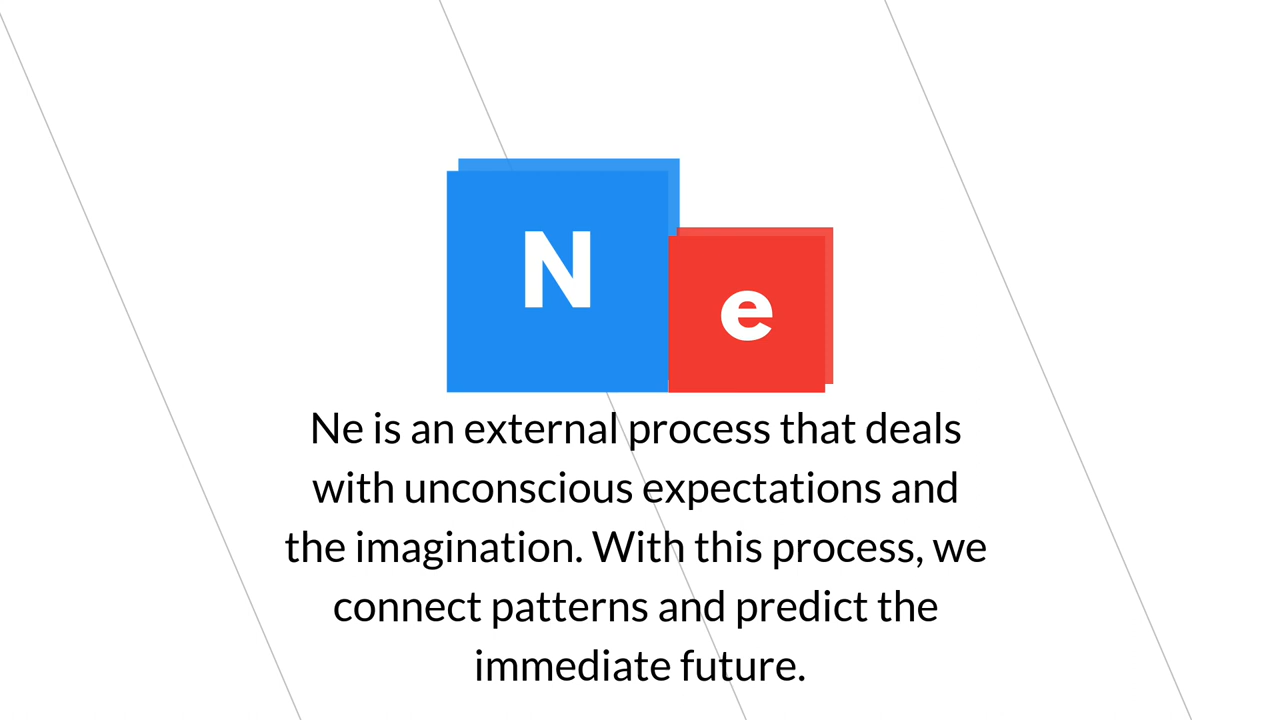 N e
Ne is an external process that deals
with unconscious expectations and
the imagination. With this process, we
connect patterns and predict the
immediate future.